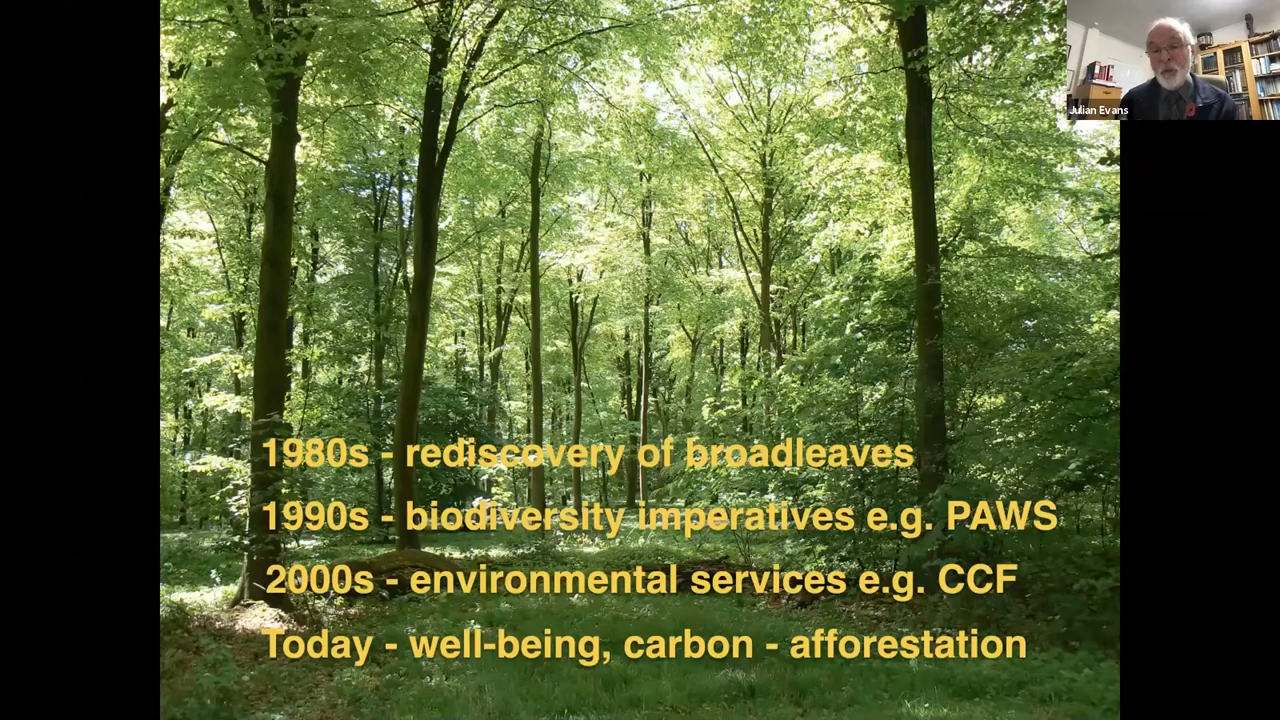 Julian Evans
1980s - rediscovery of broadleaves
1990s - biodiversity imperatives e.g. PAWS
2000s - environmental services e.g. CCF
Today - well-being, carbon - afforestation